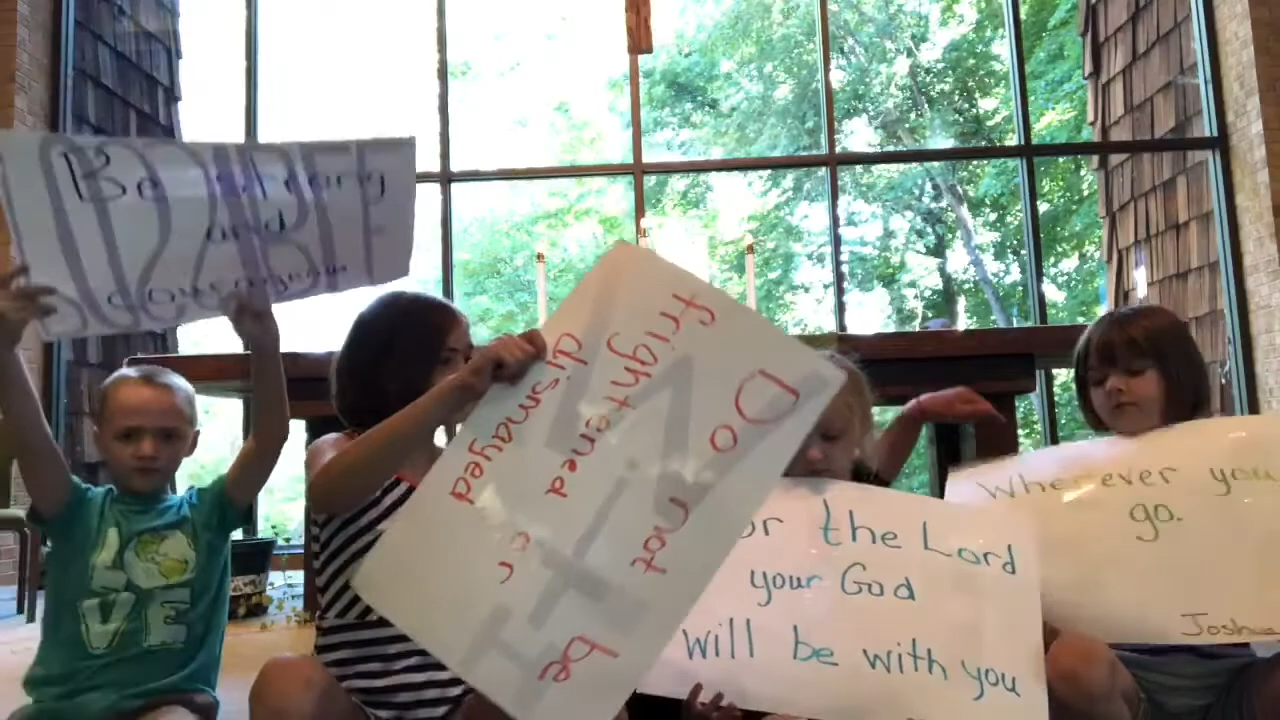 Be strong
and
courageous
LOVE
Do not
frightened or
dismayed
be
or the Lord
your God
will be with you
Wherever you
go.
Joshua